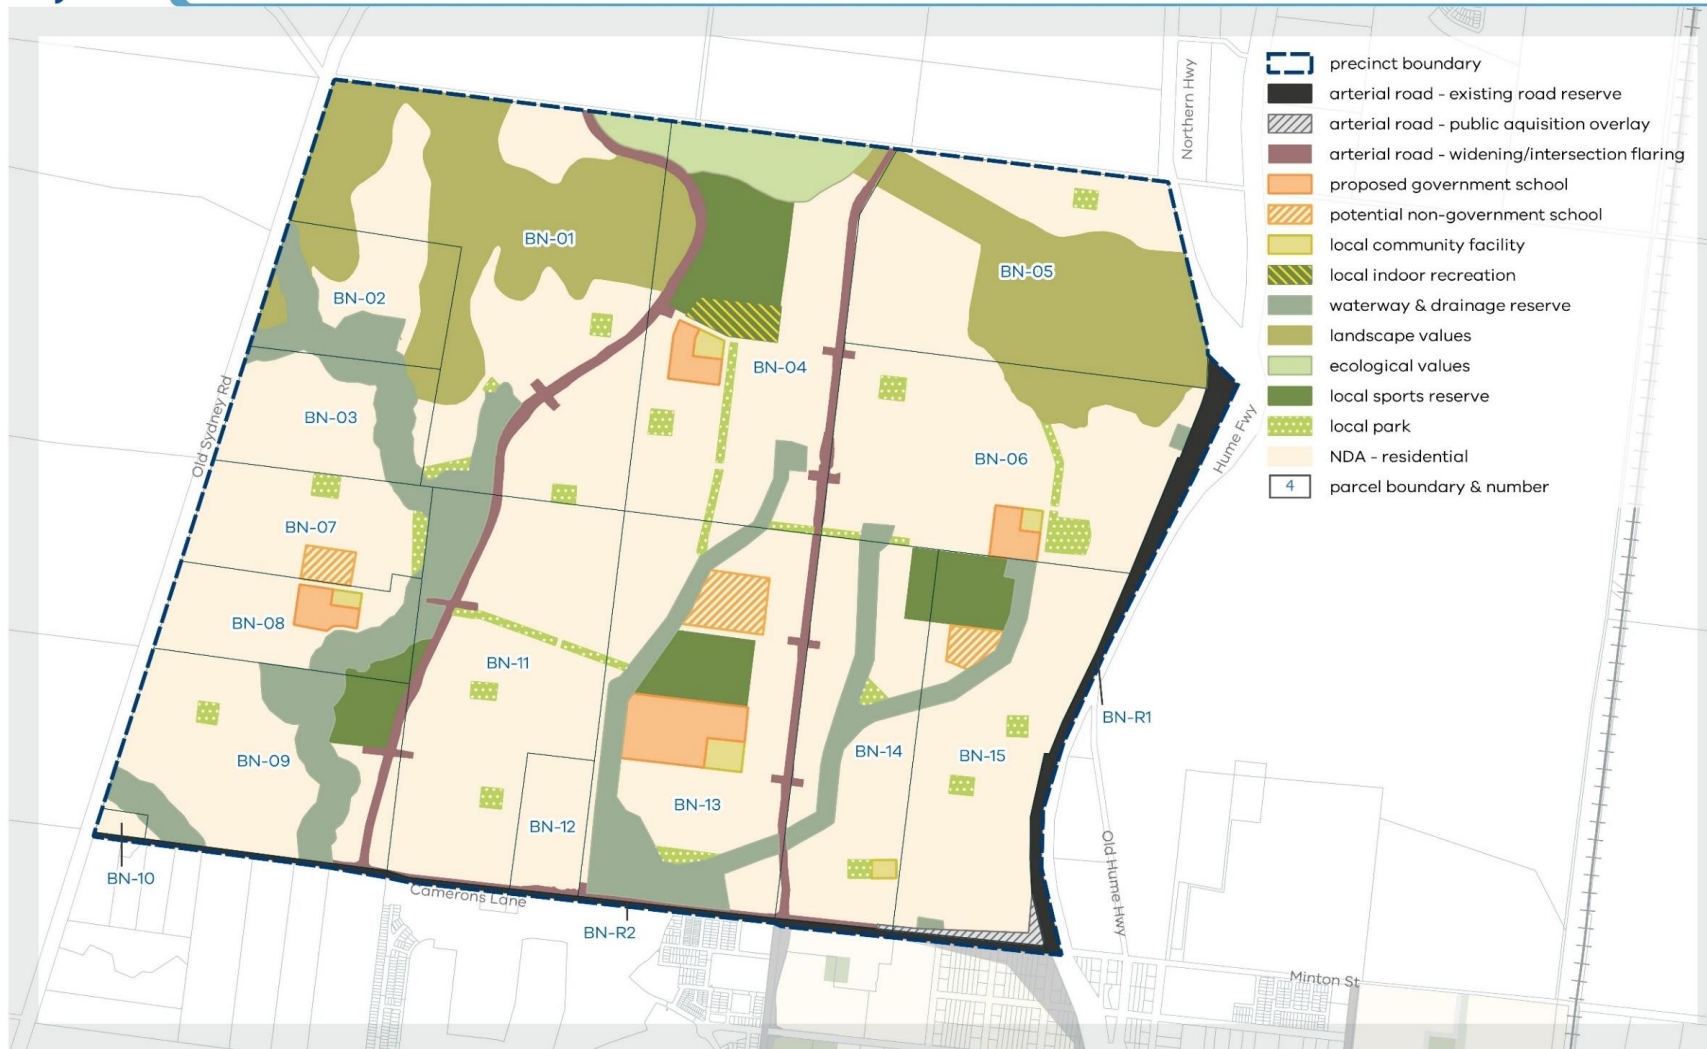 precinct boundary
arterial road - existing road reserve
arterial road - public aquisition overlay
arterial road - widening/intersection flaring
proposed government school
potential non-government school
local community facility
local indoor recreation
waterway & drainage reserve
landscape values
ecological values
local sports reserve
local park
NDA - residential
4 parcel boundary & number
Northern Hwy
BN-01
BN-05
BN-02
BN-04
BN-03
Old Sydney Rd
Hume Fwy
BN-06
BN-07
BN-08
BN-11
BN-R1
BN-09
BN-14
BN-15
BN-13
BN-12
BN-10
Camerons Lane
BN-R2
Old Hume Hwy
Minton St